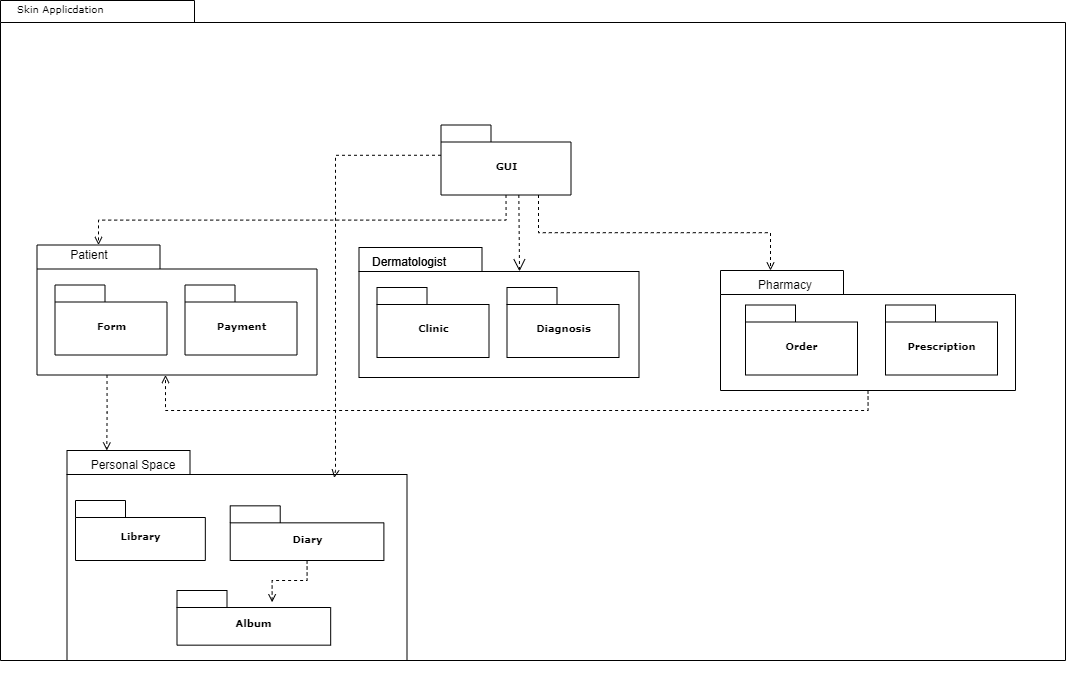 Skin Applicdation
GUI
Patient
Form
Payment
Dermatologist
Clinic
Diagnosis
Pharmacy
Order
Prescription
Personal Space
Library
Diary
Album